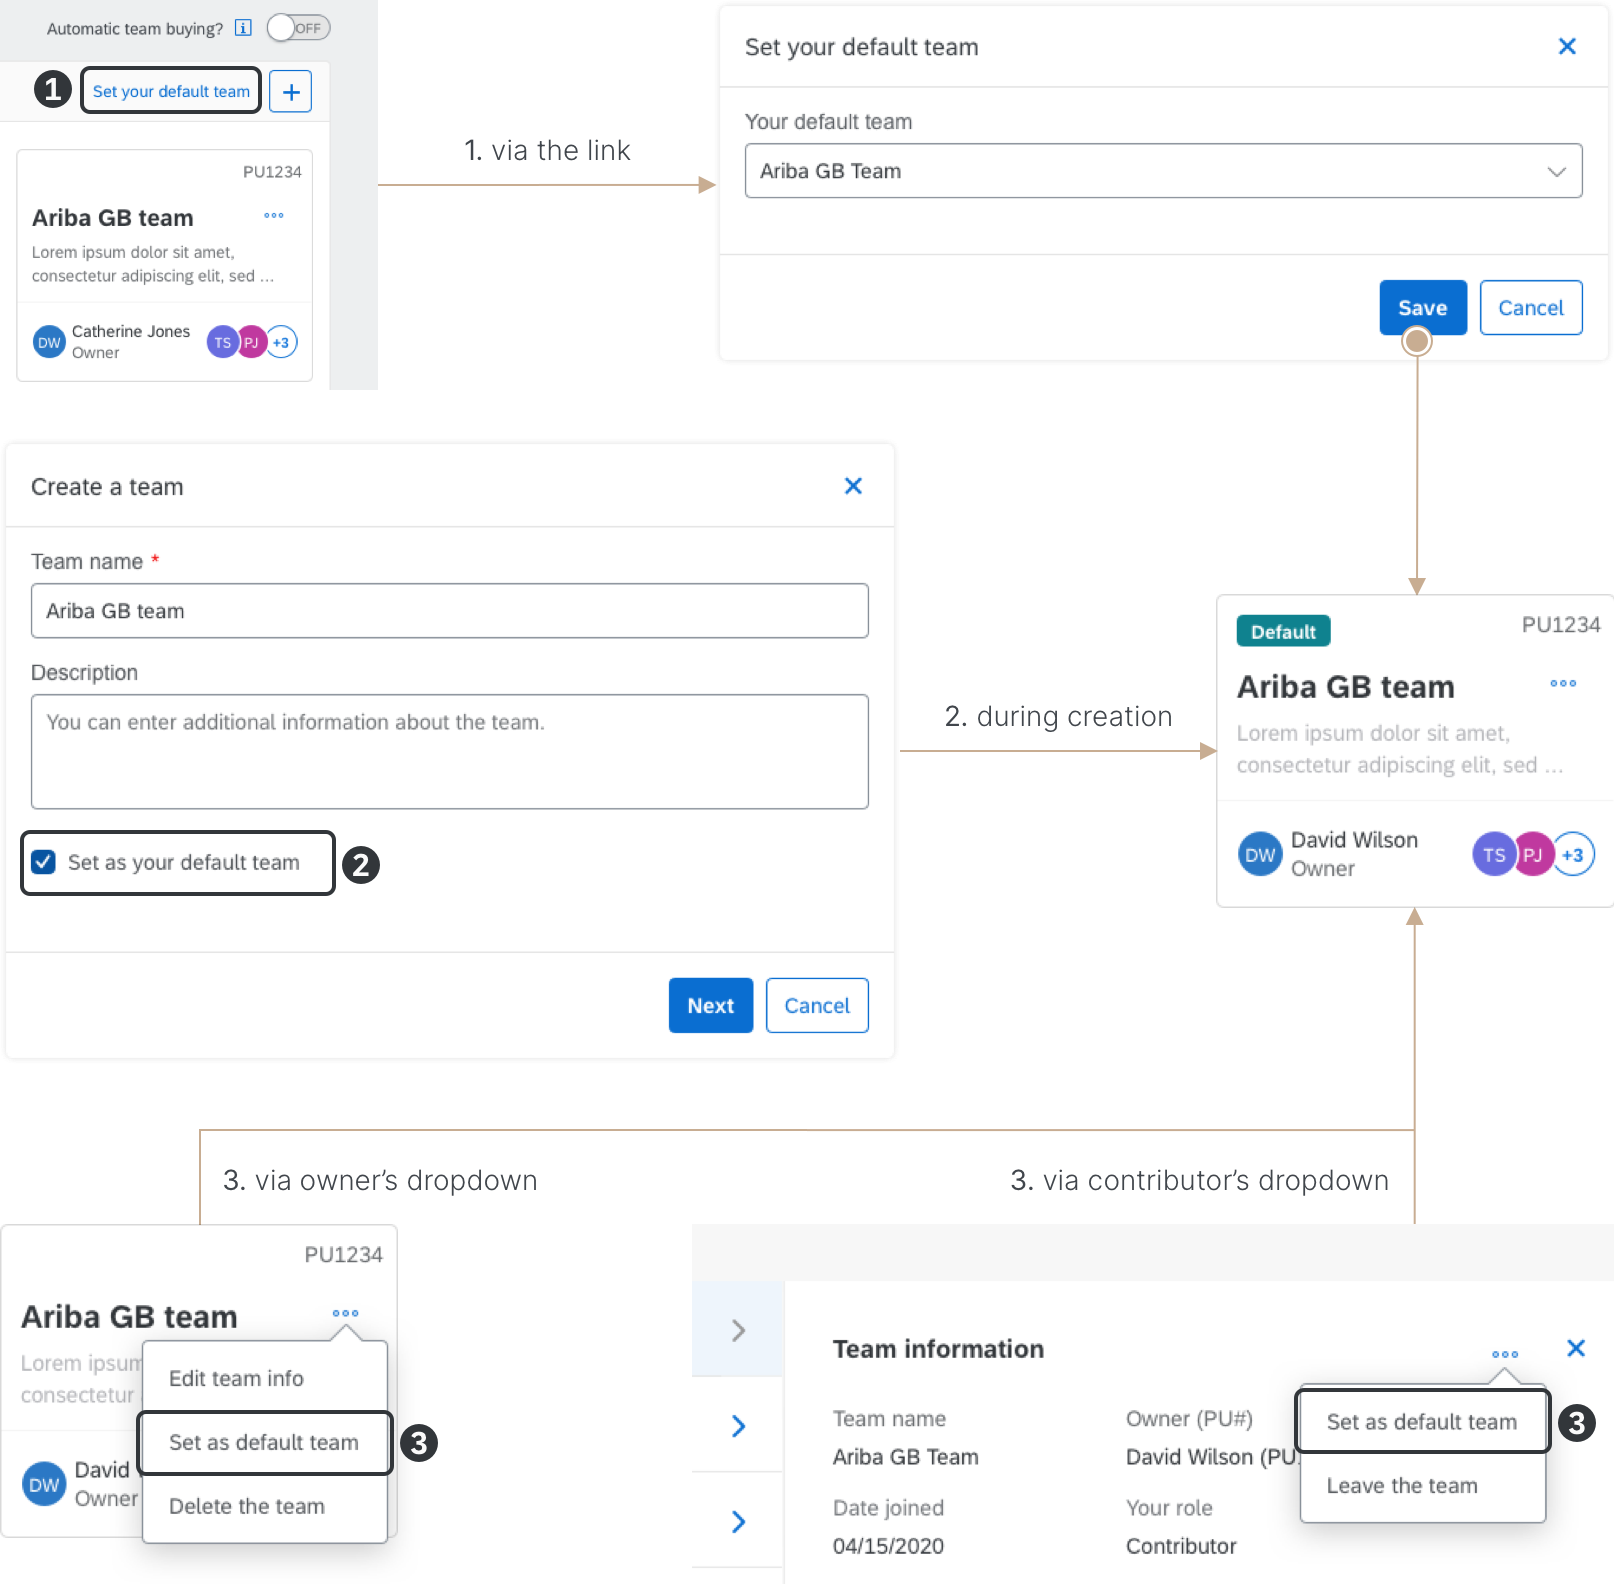 Automatic team buying?
i
OFF
1
Set your default team
+
PU1234
Ariba GB team
Lorem ipsum dolor sit amet,
consectetur adipiscing elit, sed ...
DW
Catherine Jones
Owner
TS
PJ
+3
1. via the link
Set your default team
Your default team
Ariba GB Team
Save
Cancel
Create a team
Team name *
Ariba GB team
Description
You can enter additional information about the team.
Set as your default team
2
Next
Cancel
2. during creation
Default
PU1234
Ariba GB team
Lorem ipsum dolor sit amet,
consectetur adipiscing elit, sed ...
DW
David Wilson
Owner
TS
PJ
+3
3. via owner's dropdown
PU1234
Ariba GB team
Lorem ipsum
consectetur
DW
David
Owner
Edit team info
Set as default team
3
Delete the team
3. via contributor's dropdown
Team information
Team name
Ariba GB Team
Owner (PU#)
David Wilson (PU
Date joined
04/15/2020
Your role
Contributor
Set as default team
3
Leave the team